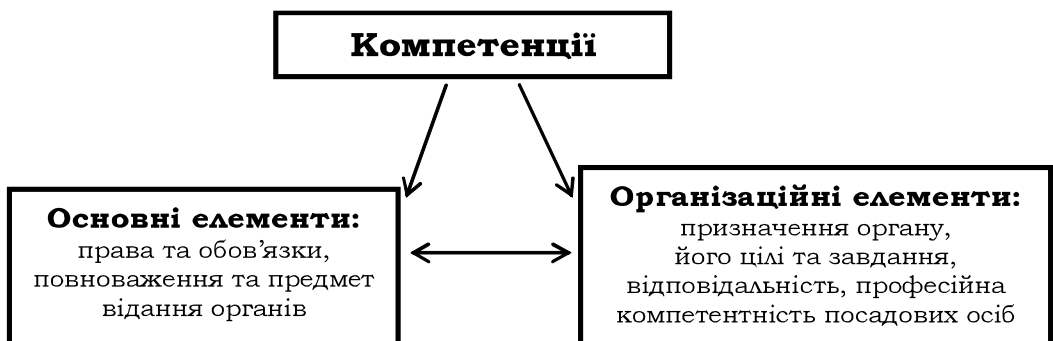 Компетенції
Основні елементи:
права та обов’язки,
повноваження та предмет
відання органів
Організаційні елементи:
призначення органу,
його цілі та завдання,
відповідальність, професійна
компетентність посадових осіб